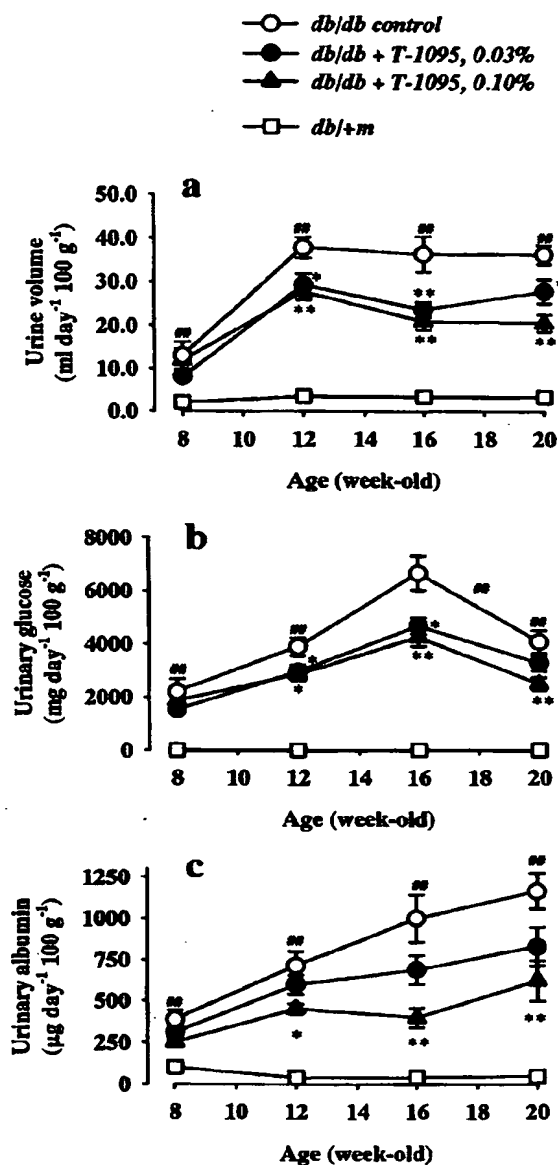 db/db control
db/db + T-1095, 0.03%
db/db + T-1095, 0.10%
db/+m
a
50.0
40.0
30.0
20.0
10.0
0.0
Urine volume
(ml day⁻¹ 100 g⁻¹)
## ## ## ##
* ** *
** ** **
8 10 12 14 16 18 20
Age (week-old)
b
8000
6000
4000
2000
0
Urinary glucose
(mg day⁻¹ 100 g⁻¹)
## ## ## ##
* *
* ** **
8 10 12 14 16 18 20
Age (week-old)
c
1250
1000
750
500
250
0
Urinary albumin
(µg day⁻¹ 100 g⁻¹)
## ## ## ##
* ** **
8 10 12 14 16 18 20
Age (week-old)